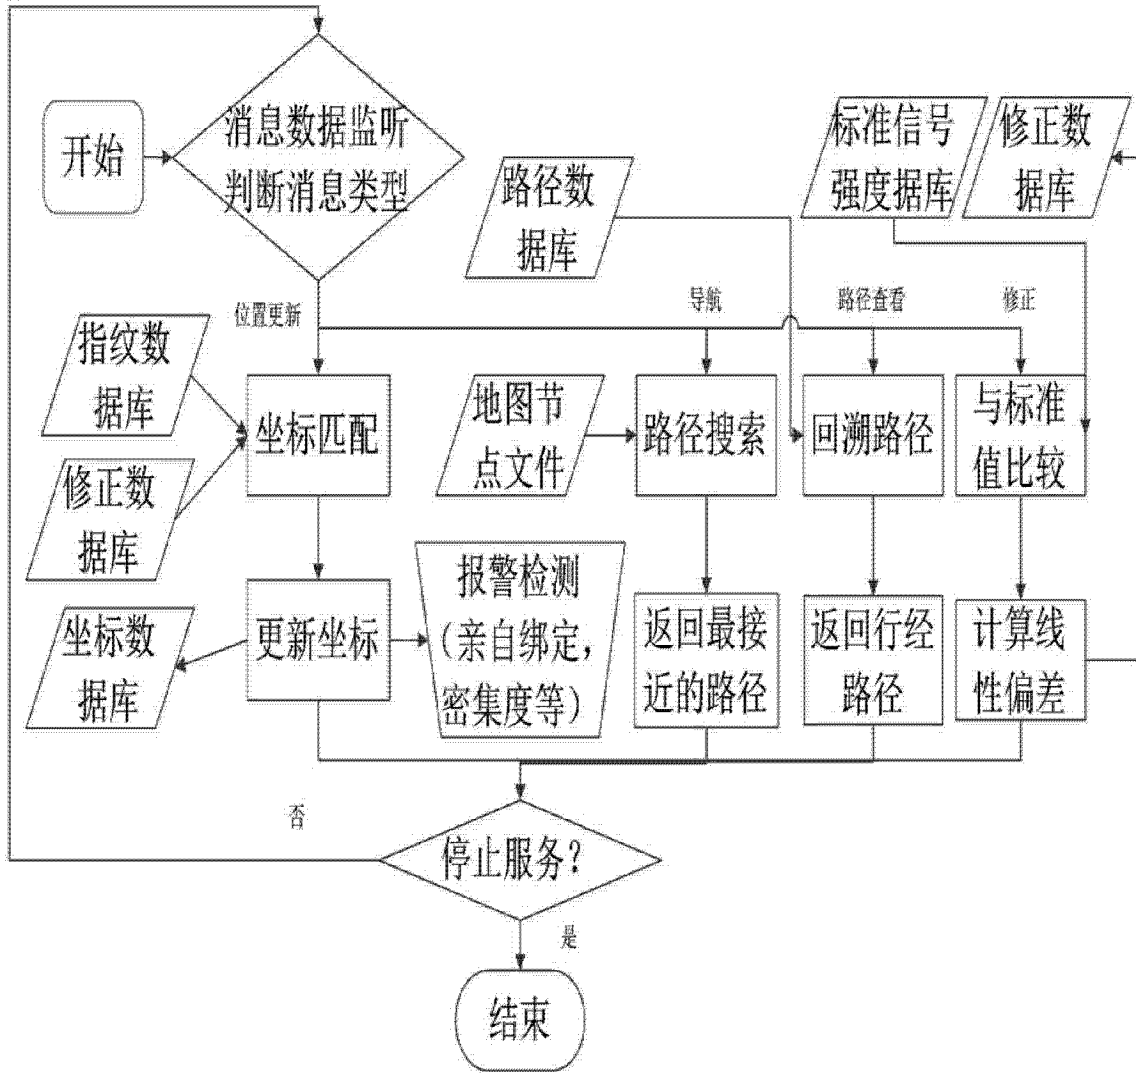 开始
消息数据监听
判断消息类型
路径数
据库
标准信号
强度据库
修正数
据库
位置更新
导航
路径查看
修正
指纹数
据库
修正数
据库
坐标匹配
地图节
点文件
路径搜索
回溯路径
与标准
值比较
坐标数
据库
更新坐标
报警检测
(亲自绑定,
密集度等)
返回最接
近的路径
返回行经
路径
计算线
性偏差
否
停止服务?
是
结束